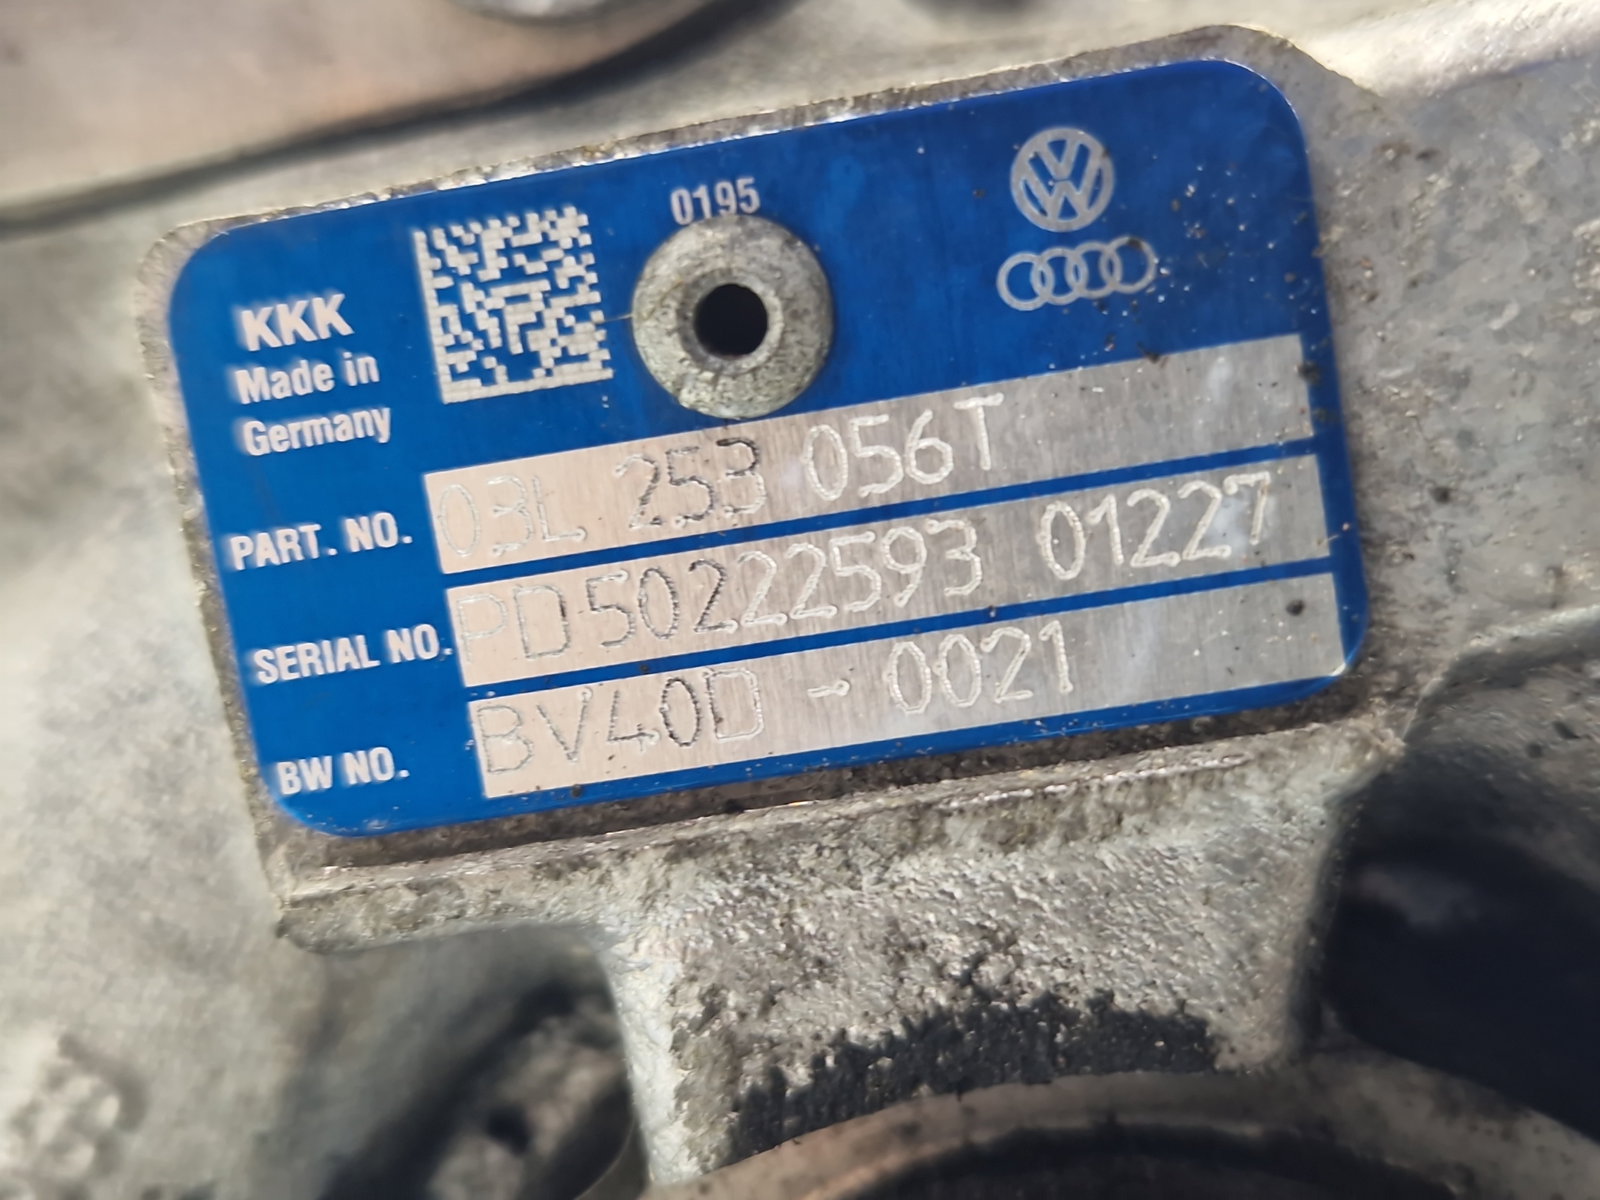 0195
KKK
Made in
Germany
PART. NO. 03L 253 056T
SERIAL NO. PD50222593 01227
BW NO. BV40D - 0021